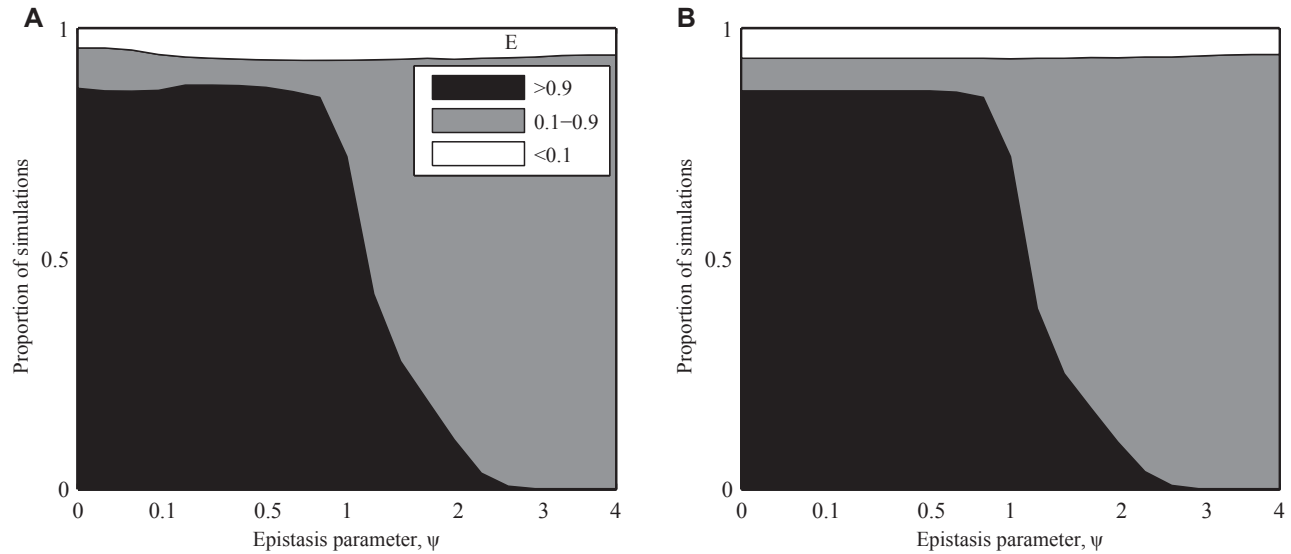 A
1
E
>0.9
0.1−0.9
<0.1
0.5
Proportion of simulations
0
0 0.1 0.5 1 2 3 4
Epistasis parameter, ψ
B
1
0.5
Proportion of simulations
0
0 0.1 0.5 1 2 3 4
Epistasis parameter, ψ